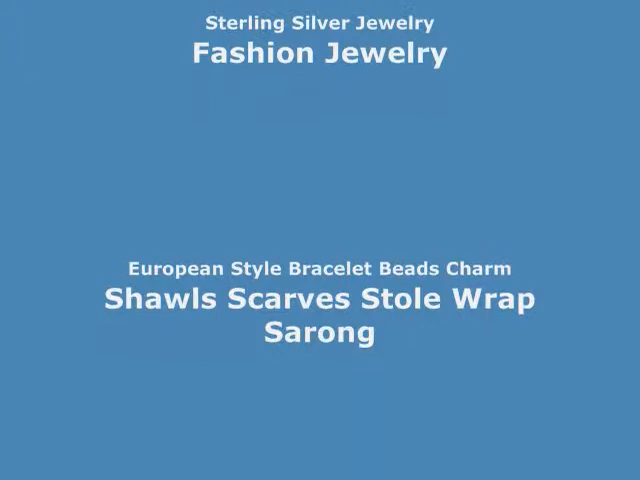 Sterling Silver Jewelry
Fashion Jewelry
European Style Bracelet Beads Charm
Shawls Scarves Stole Wrap
Sarong